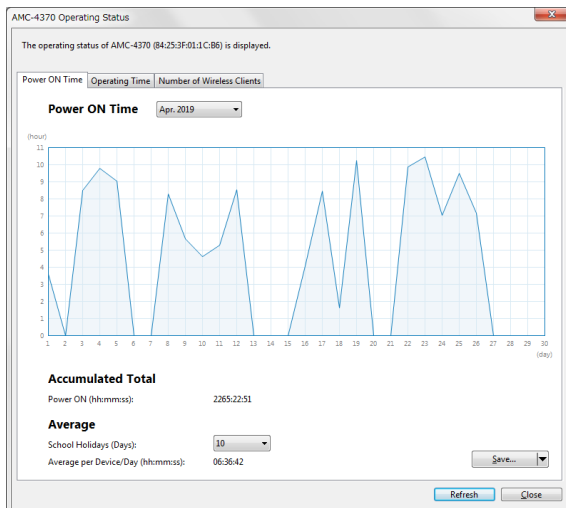 AMC-4370 Operating Status
The operating status of AMC-4370 (84:25:3F:01:1C:B6) is displayed.
Power ON Time Operating Time Number of Wireless Clients
Power ON Time Apr. 2019
(hour)
11
10
9
8
7
6
5
4
3
2
1
0
1 2 3 4 5 6 7 8 9 10 11 12 13 14 15 16 17 18 19 20 21 22 23 24 25 26 27 28 29 30
(day)
Accumulated Total
Power ON (hh:mm:ss): 2265:22:51
Average
School Holidays (Days): 10
Average per Device/Day (hh:mm:ss): 06:36:42
Save...
Refresh Close